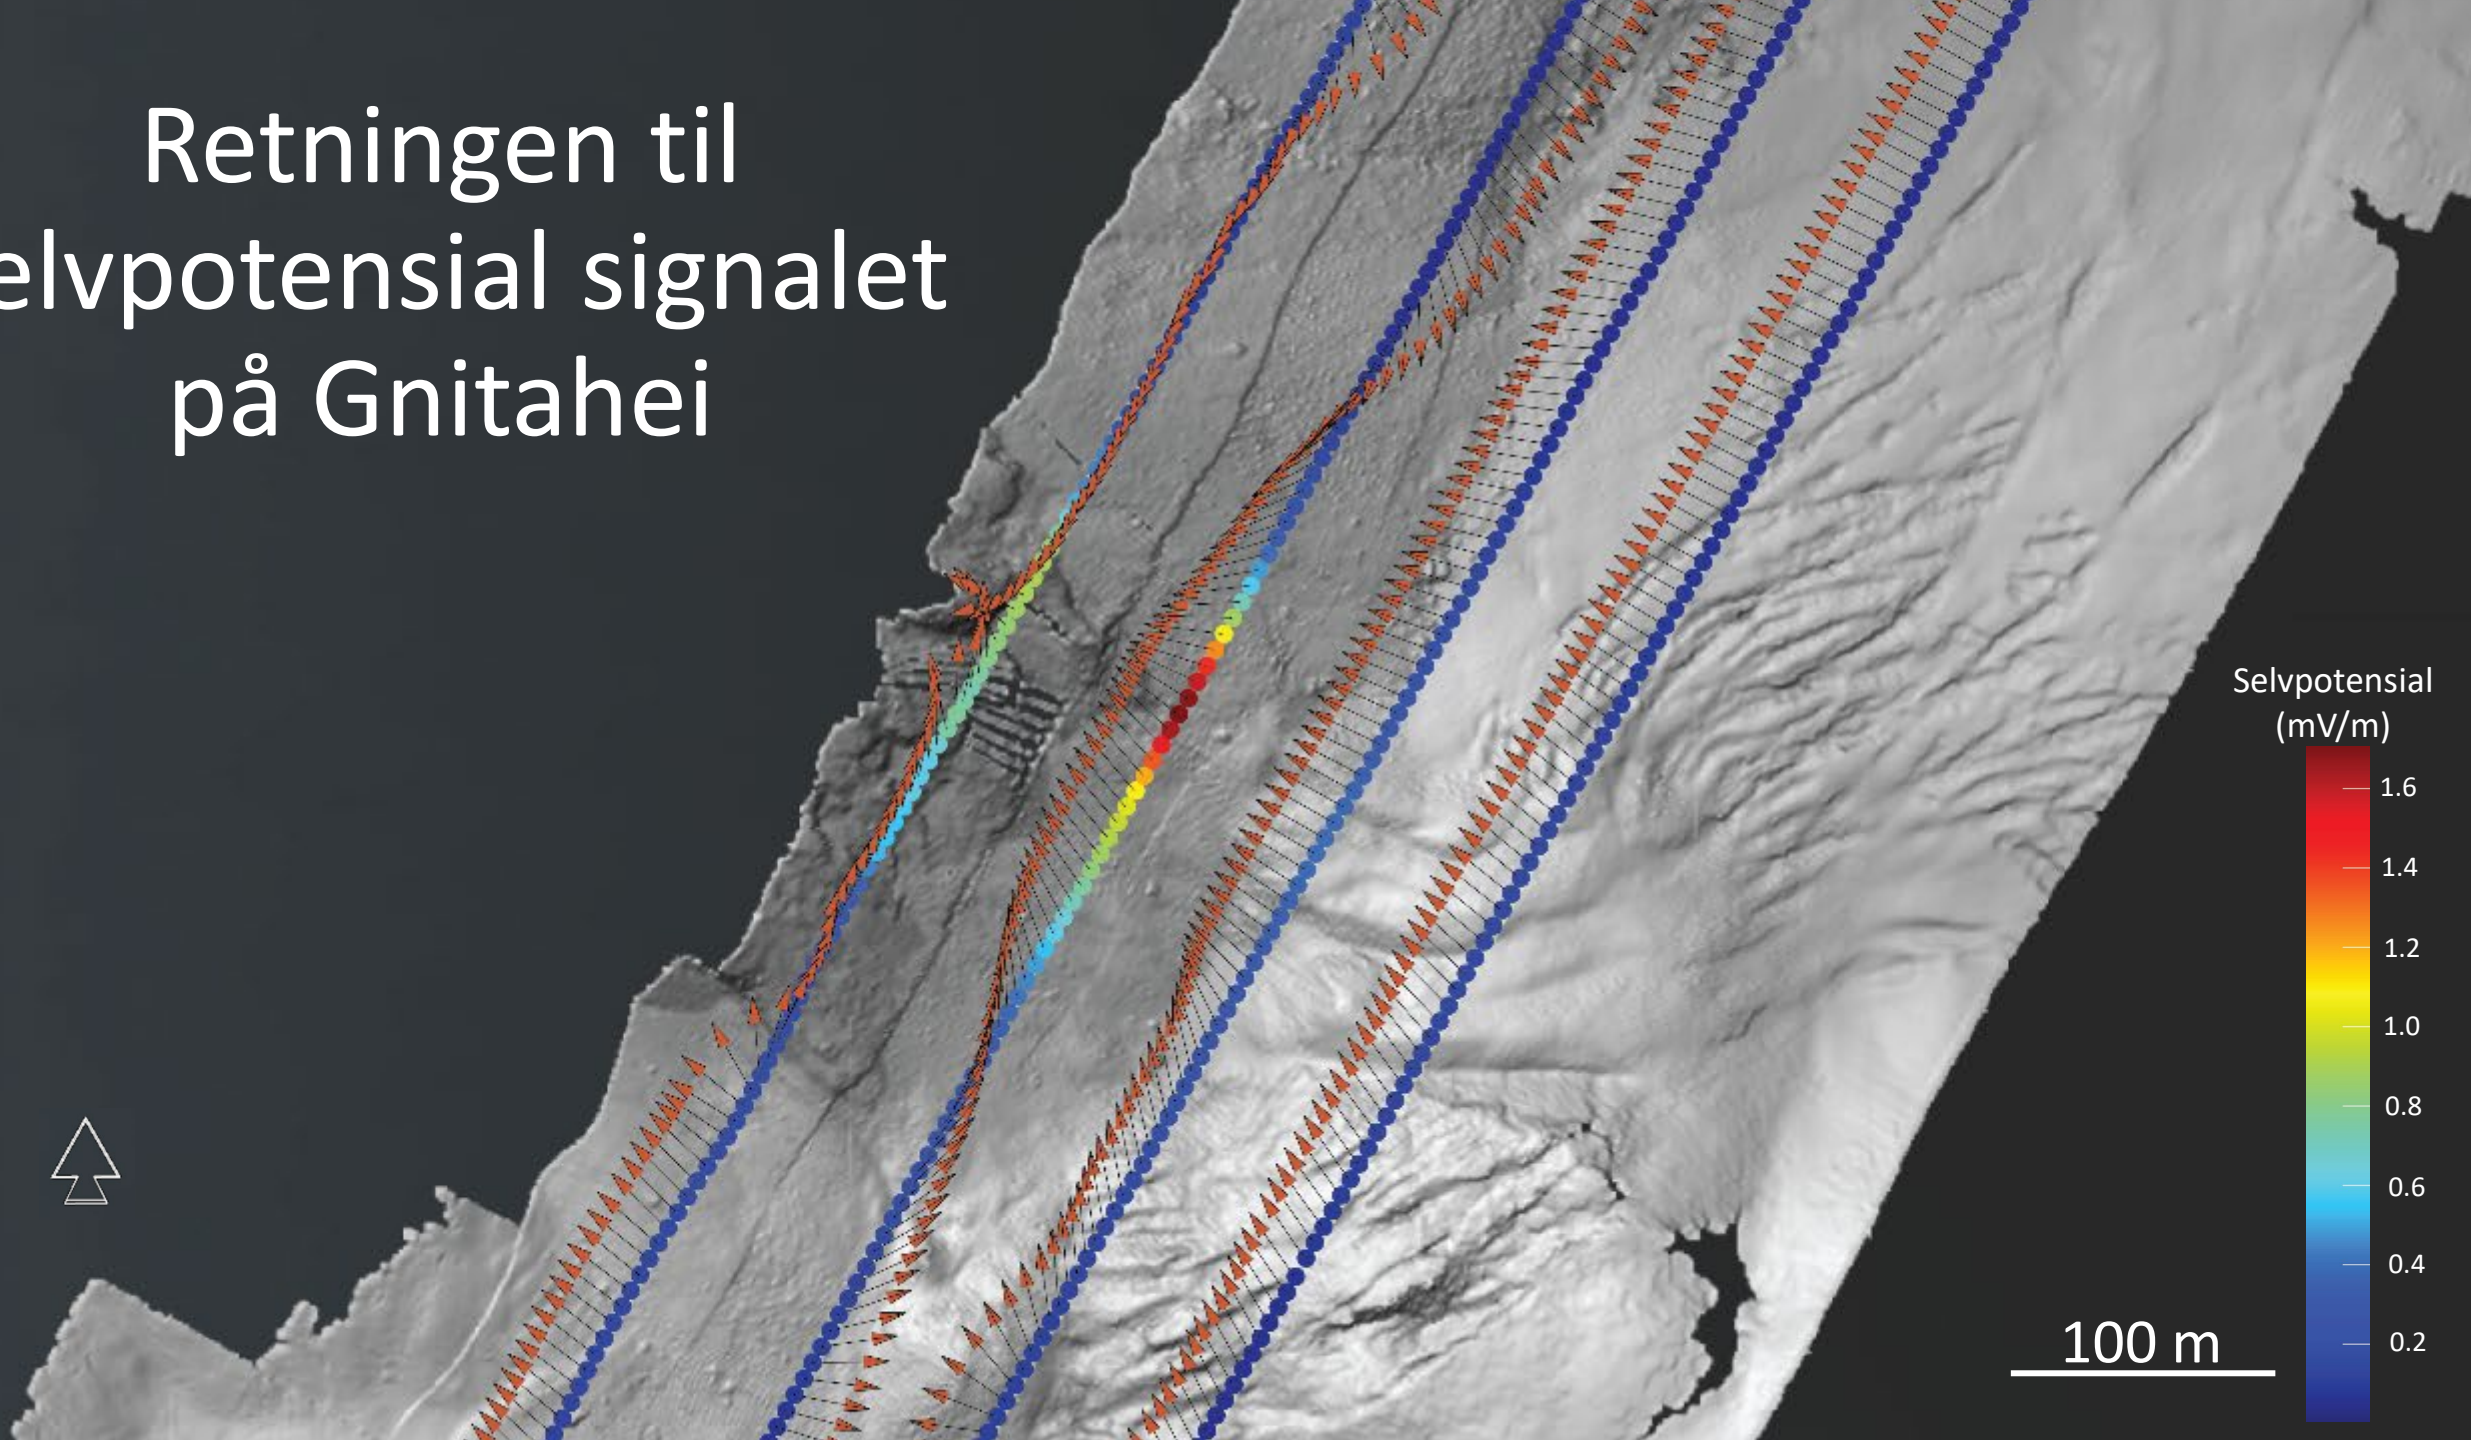 Retningen til
elvpotensial signalet
på Gnitahei
Selvpotensial
(mV/m)
1.6
1.4
1.2
1.0
0.8
0.6
0.4
0.2
100 m